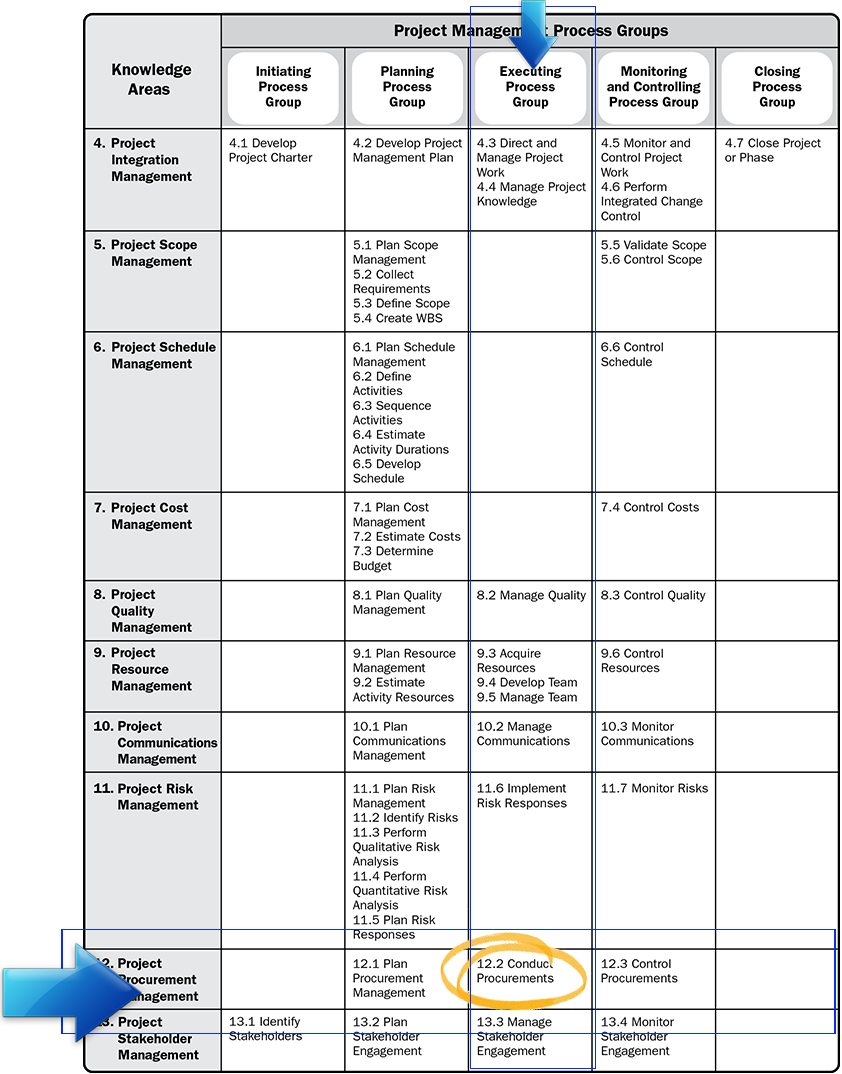 Project Management Process Groups
Knowledge
Areas
Initiating
Process
Group
Planning
Process
Group
Executing
Process
Group
Monitoring
and Controlling
Process Group
Closing
Process
Group
4. Project
Integration
Management
4.1 Develop
Project Charter
4.2 Develop Project
Management Plan
4.3 Direct and
Manage Project
Work
4.4 Manage Project
Knowledge
4.5 Monitor and
Control Project
Work
4.6 Perform
Integrated Change
Control
4.7 Close Project
or Phase
5. Project Scope
Management
5.1 Plan Scope
Management
5.2 Collect
Requirements
5.3 Define Scope
5.4 Create WBS
5.5 Validate Scope
5.6 Control Scope
6. Project Schedule
Management
6.1 Plan Schedule
Management
6.2 Define
Activities
6.3 Sequence
Activities
6.4 Estimate
Activity Durations
6.5 Develop
Schedule
6.6 Control
Schedule
7. Project Cost
Management
7.1 Plan Cost
Management
7.2 Estimate Costs
7.3 Determine
Budget
7.4 Control Costs
8. Project
Quality
Management
8.1 Plan Quality
Management
8.2 Manage Quality
8.3 Control Quality
9. Project
Resource
Management
9.1 Plan Resource
Management
9.2 Estimate
Activity Resources
9.3 Acquire
Resources
9.4 Develop Team
9.5 Manage Team
9.6 Control
Resources
10. Project
Communications
Management
10.1 Plan
Communications
Management
10.2 Manage
Communications
10.3 Monitor
Communications
11. Project Risk
Management
11.1 Plan Risk
Management
11.2 Identify Risks
11.3 Perform
Qualitative Risk
Analysis
11.4 Perform
Quantitative Risk
Analysis
11.5 Plan Risk
Responses
11.6 Implement
Risk Responses
11.7 Monitor Risks
12. Project
Procurement
Management
12.1 Plan
Procurement
Management
12.2 Conduct
Procurements
12.3 Control
Procurements
13. Project
Stakeholder
Management
13.1 Identify
Stakeholders
13.2 Plan
Stakeholder
Engagement
13.3 Manage
Stakeholder
Engagement
13.4 Monitor
Stakeholder
Engagement